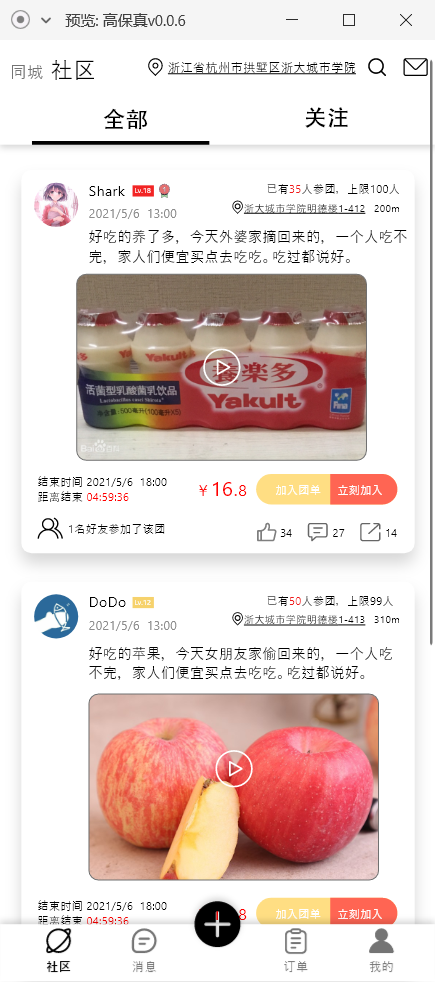 预览: 高保真v0.0.6
同城 社区
浙江省杭州市拱墅区浙大城市学院
全部 关注
Shark Lv.18
已有35人参团，上限100人
2021/5/6 13:00
浙大城市学院明德楼1-412 200m
好吃的养了多，今天外婆家摘回来的，一个人吃不
完，家人们便宜买点去吃吃。吃过都说好。
活菌型乳酸菌乳饮品
养樂多
Yakult
结束时间 2021/5/6 18:00
距离结束 04:59:36
￥16.8
加入团单 立刻加入
1名好友参加了该团
34 27 14
DoDo Lv.12
已有50人参团，上限99人
2021/5/6 13:00
浙大城市学院明德楼1-413 310m
好吃的苹果，今天女朋友家偷回来的，一个人吃
不完，家人们便宜买点去吃吃。吃过都说好。
结束时间 2021/5/6 18:00
距离结束 04:59:36
8
加入团单 立刻加入
社区 消息 订单 我的